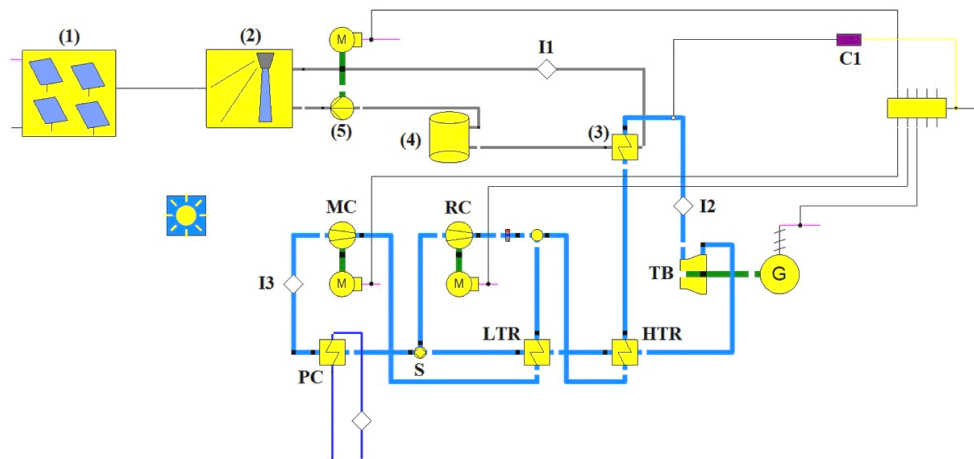 (1)
(2)
M
I1
C1
(5)
(4)
(3)
MC
RC
I2
I3
M
M
TB
G
LTR
HTR
PC
S